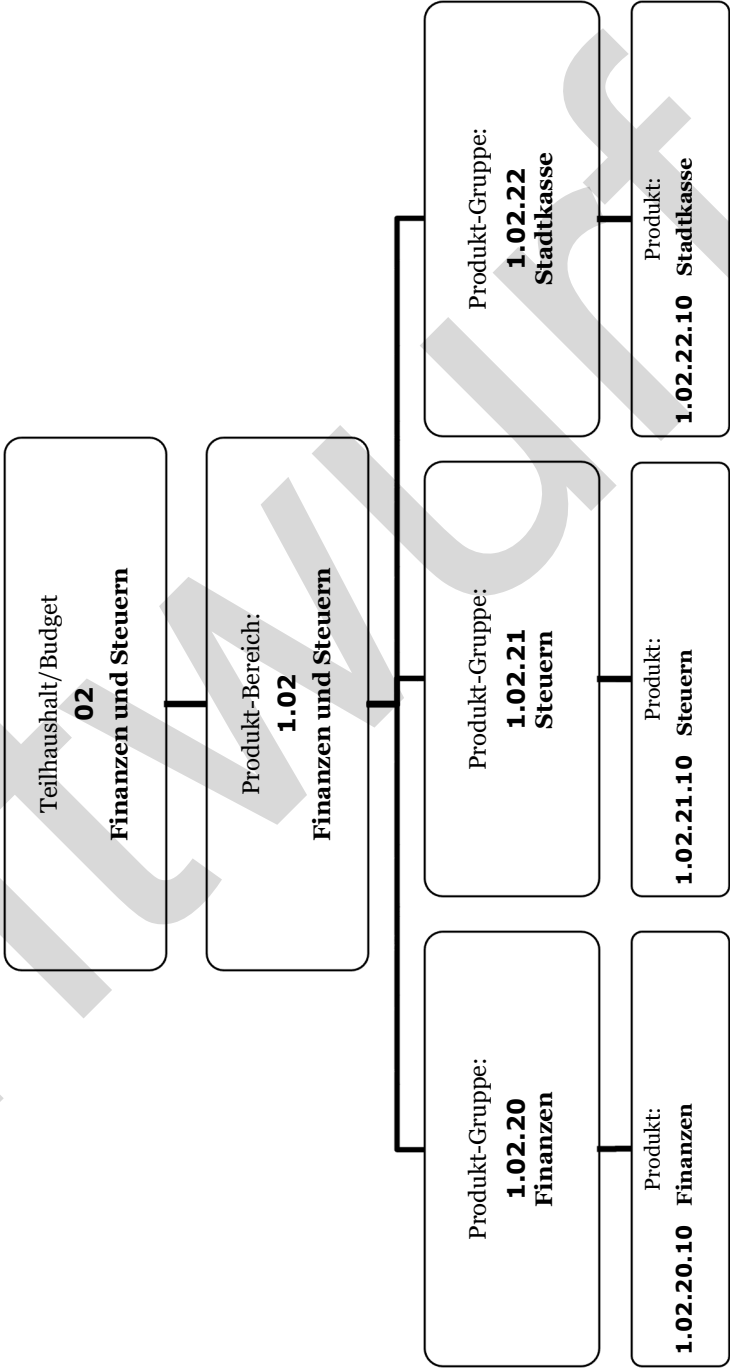 Teilhaushalt/Budget
02
Finanzen und Steuern
Produkt-Bereich:
1.02
Finanzen und Steuern
Produkt-Gruppe:
1.02.20
Finanzen
Produkt-Gruppe:
1.02.21
Steuern
Produkt-Gruppe:
1.02.22
Stadtkasse
Produkt:
1.02.20.10 Finanzen
Produkt:
1.02.21.10 Steuern
Produkt:
1.02.22.10 Stadtkasse